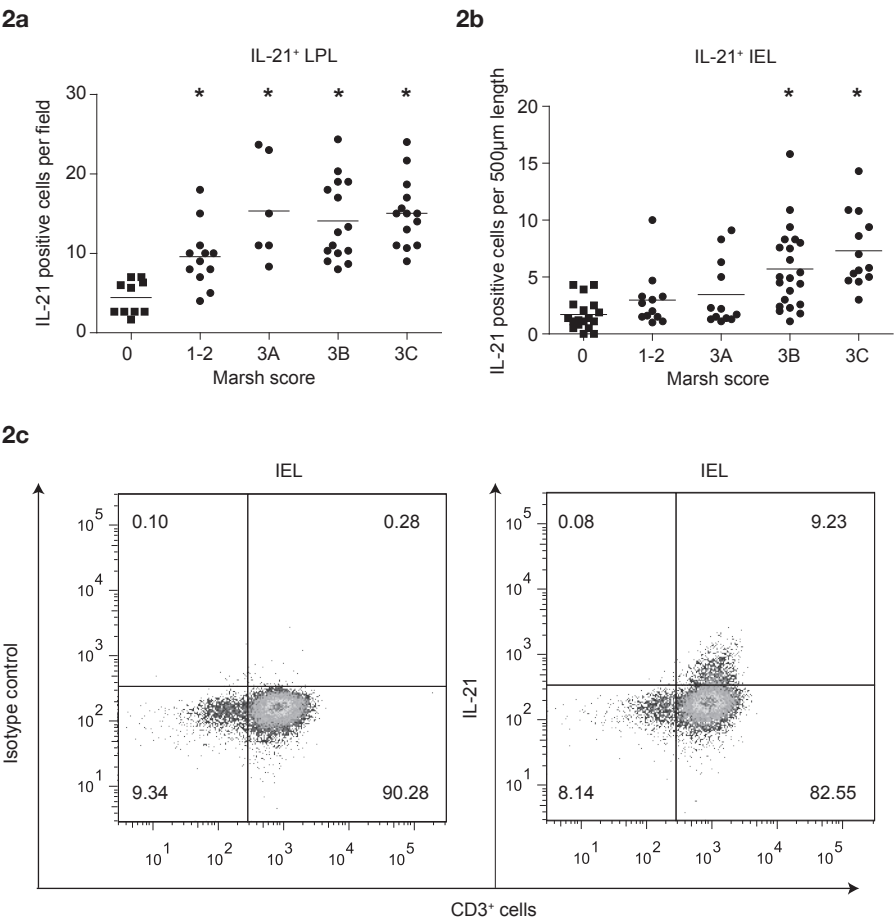 2a
2b
IL-21⁺ LPL
IL-21⁺ IEL
IL-21 positive cells per field
30
20
10
0
*
*
*
*
0
1-2
3A
3B
3C
Marsh score
IL-21 positive cells per 500µm length
20
15
10
5
0
*
*
0
1-2
3A
3B
3C
Marsh score
2c
IEL
IEL
Isotype control
10⁵
10⁴
10³
10²
10¹
0.10
0.28
9.34
90.28
10¹
10²
10³
10⁴
10⁵
IL-21
10⁵
10⁴
10³
10²
10¹
0.08
9.23
8.14
82.55
10¹
10²
10³
10⁴
10⁵
CD3⁺ cells